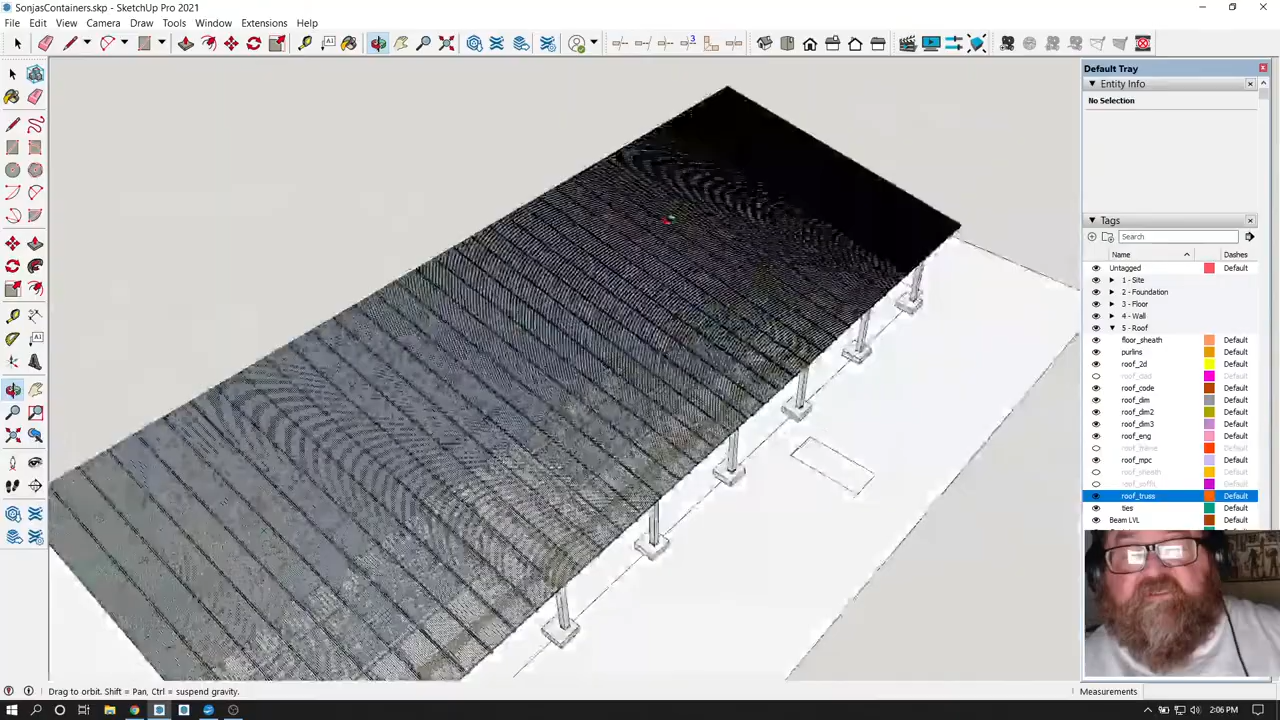 SonjasContainers.skp - SketchUp Pro 2021
File Edit View Camera Draw Tools Window Extensions Help
3
Default Tray
Entity Info
No Selection
Tags
Search
Name Dashes
Untagged Default
1 - Site
2 - Foundation
3 - Floor
4 - Wall
5 - Roof
floor_sheath Default
purlins Default
roof_2d Default
roof_clad Default
roof_code Default
roof_dim Default
roof_dim2 Default
roof_dim3 Default
roof_eng Default
roof_frame Default
roof_mpc Default
roof_sheath Default
roof_soffit Default
roof_truss Default
ties Default
Beam LVL Default
Drag to orbit. Shift = Pan, Ctrl = suspend gravity.
Measurements
2:06 PM